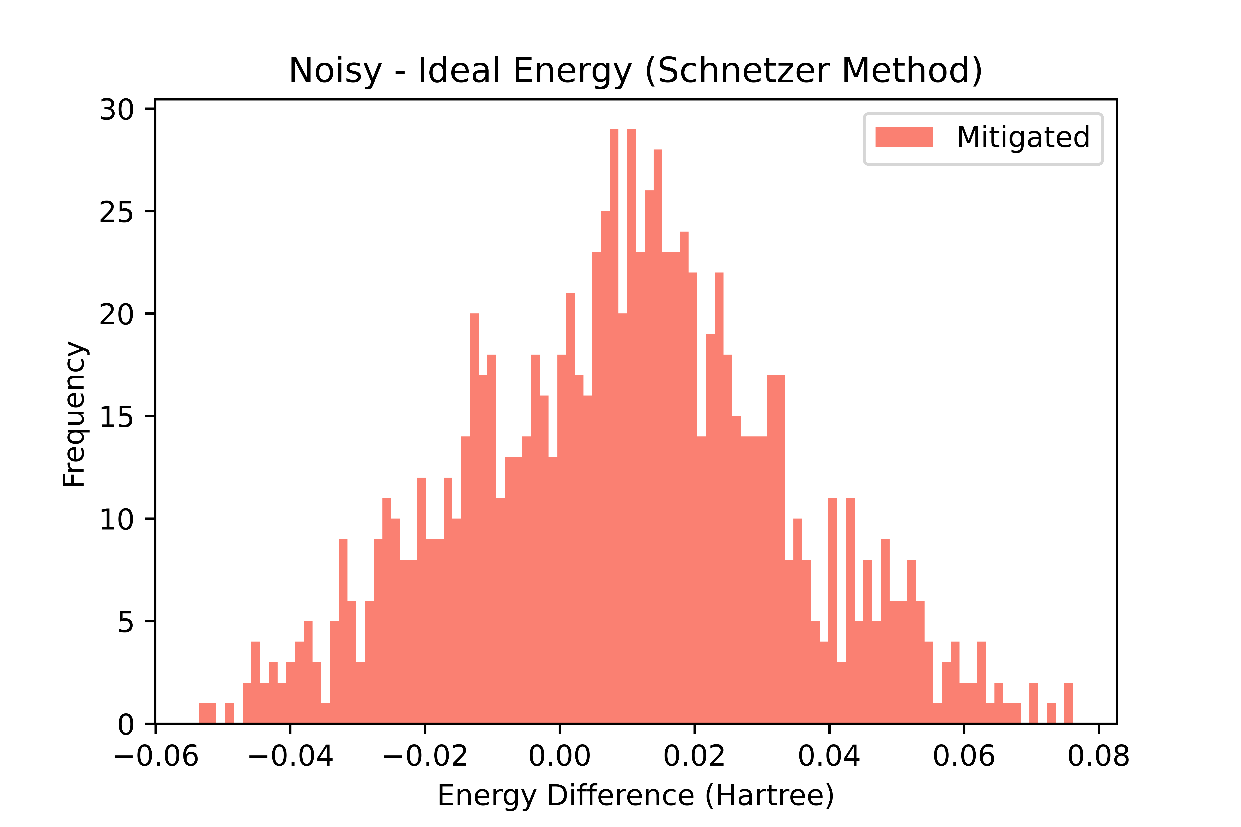 Noisy - Ideal Energy (Schnetzer Method)
30
25
20
15
10
5
0
Frequency
Mitigated
−0.06 −0.04 −0.02 0.00 0.02 0.04 0.06 0.08
Energy Difference (Hartree)